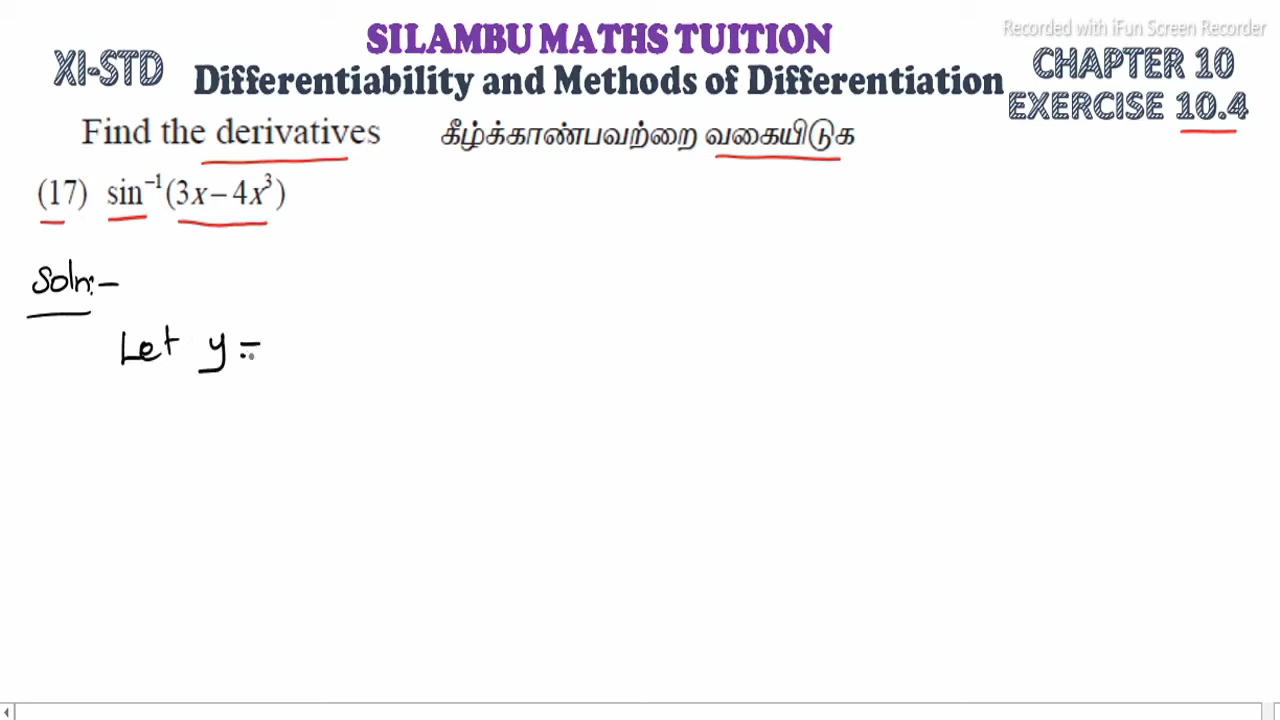 Recorded with iFun Screen Recorder
SILAMBU MATHS TUITION
XI-STD
Differentiability and Methods of Differentiation
CHAPTER 10
EXERCISE 10.4
Find the derivatives கீழ்க்காண்பவற்றை வகையிடுக
(17) sin⁻¹(3x – 4x³)
Soln:-
Let y =